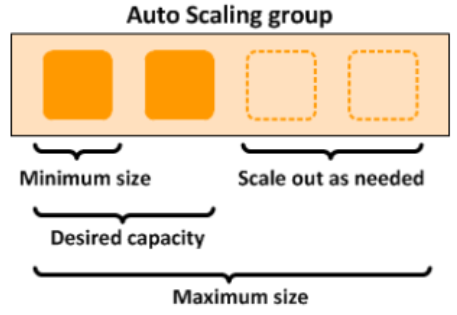 Auto Scaling group
Minimum size
Scale out as needed
Desired capacity
Maximum size